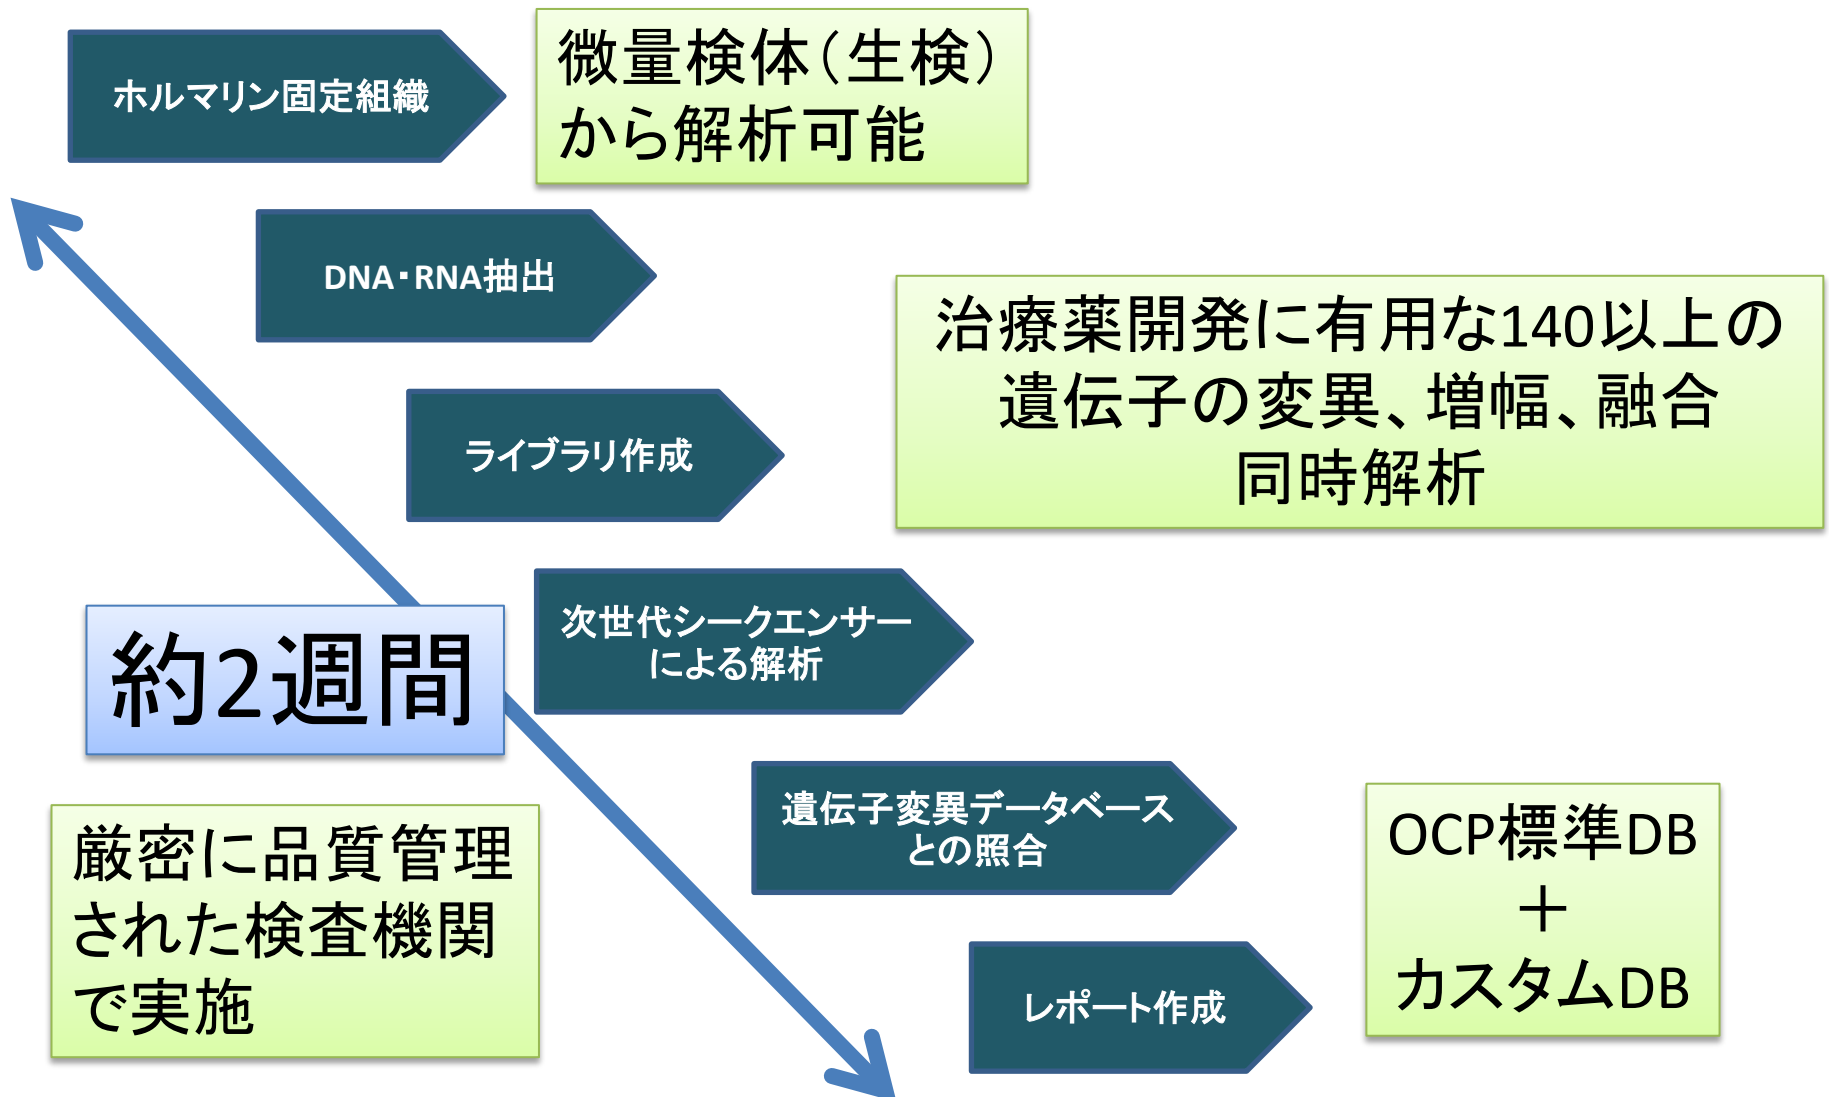 ホルマリン固定組織
微量検体（生検）
から解析可能
DNA・RNA抽出
治療薬開発に有用な140以上の
遺伝子の変異、増幅、融合
同時解析
ライブラリ作成
次世代シークエンサー
による解析
約2週間
遺伝子変異データベース
との照合
厳密に品質管理
された検査機関
で実施
OCP標準DB
＋
カスタムDB
レポート作成